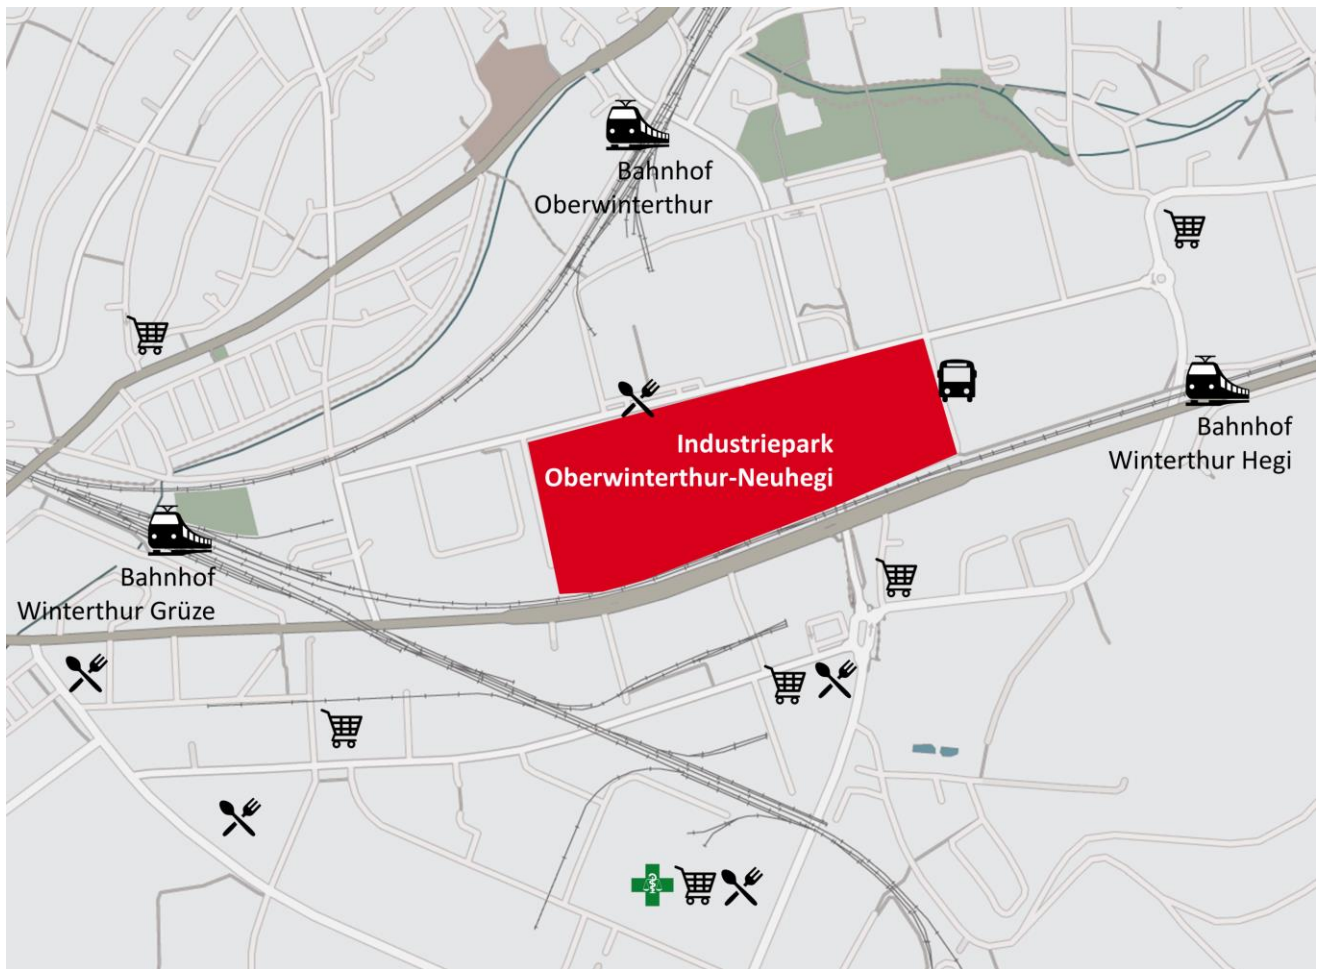 Bahnhof
Oberwinterthur
Industriepark
Oberwinterthur-Neuhegi
Bahnhof
Winterthur Hegi
Bahnhof
Winterthur Grüze